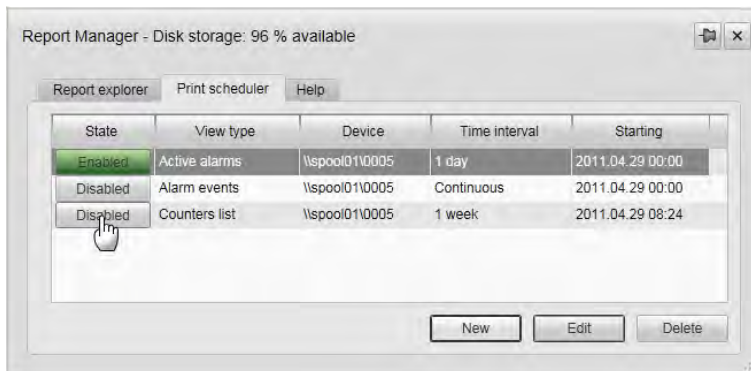 Report Manager - Disk storage: 96 % available
Report explorer Print scheduler Help
State View type Device Time interval Starting
Enabled Active alarms \\spool01\0005 1 day 2011.04.29 00:00
Disabled Alarm events \\spool01\0005 Continuous 2011.04.29 00:00
Disabled Counters list \\spool01\0005 1 week 2011.04.29 08:24
New Edit Delete